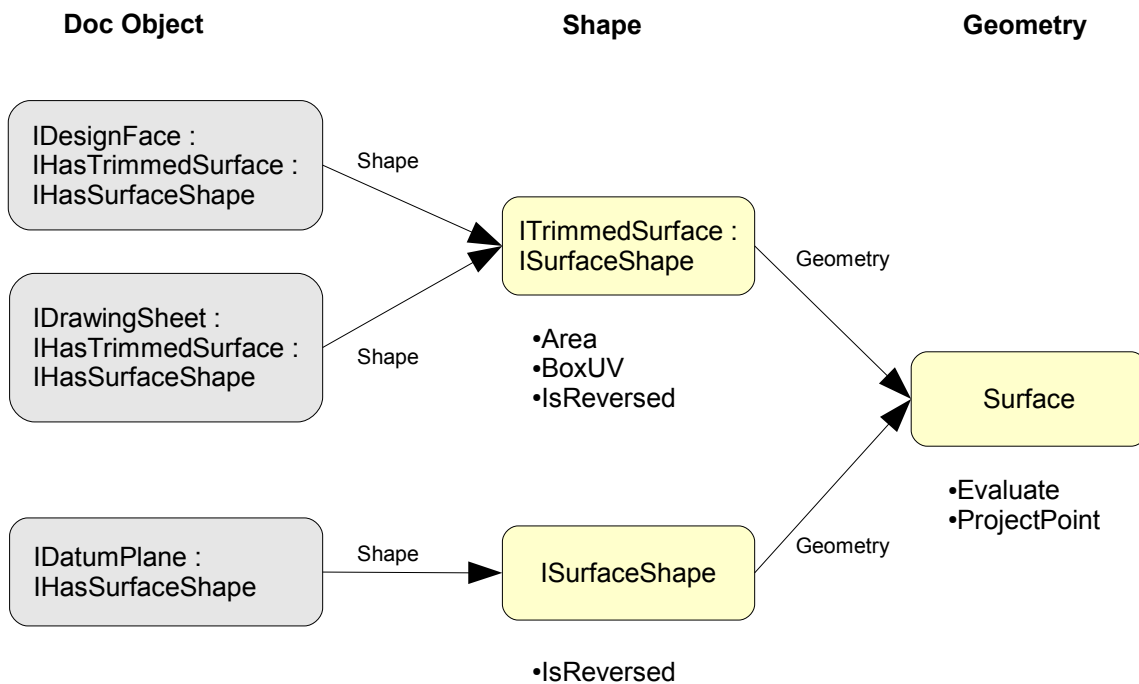 Doc Object
Shape
Geometry
IDesignFace :
IHasTrimmedSurface :
IHasSurfaceShape
Shape
ITrimmedSurface :
ISurfaceShape
Geometry
IDrawingSheet :
IHasTrimmedSurface :
IHasSurfaceShape
Shape
•Area
•BoxUV
•IsReversed
Surface
•Evaluate
•ProjectPoint
IDatumPlane :
IHasSurfaceShape
Shape
ISurfaceShape
Geometry
•IsReversed